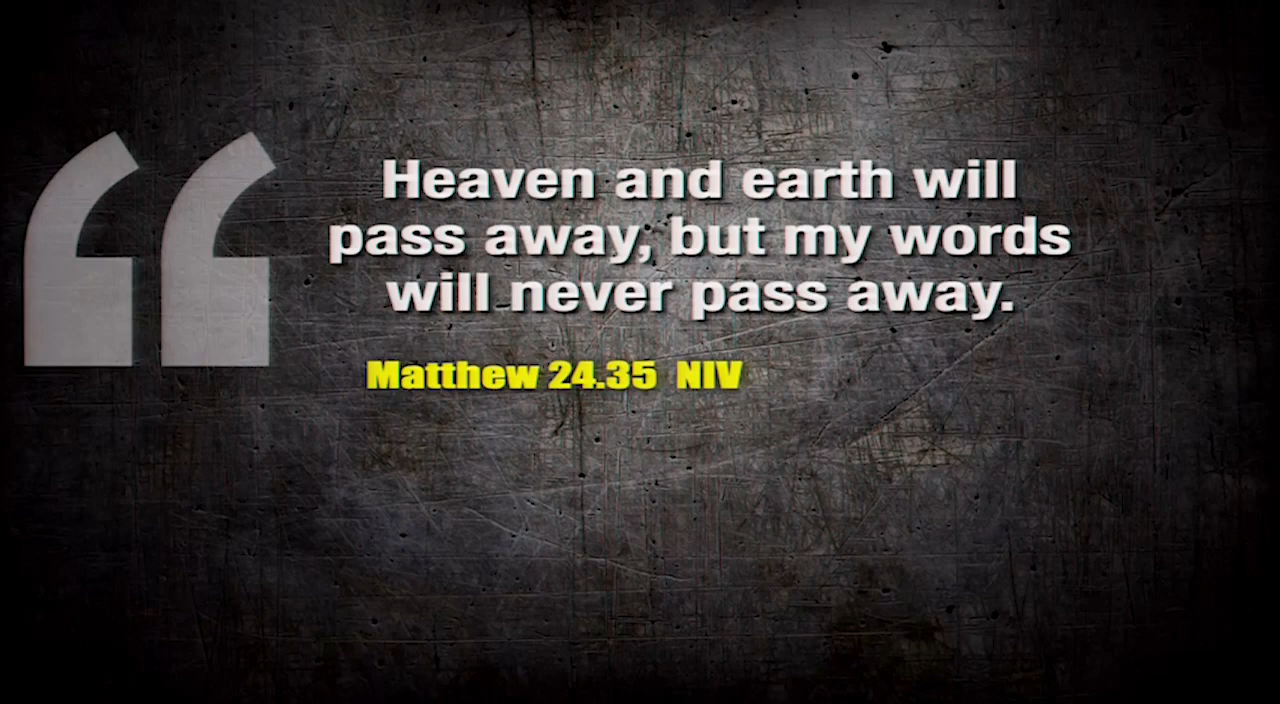 “
Heaven and earth will
pass away, but my words
will never pass away.
Matthew 24.35 NIV